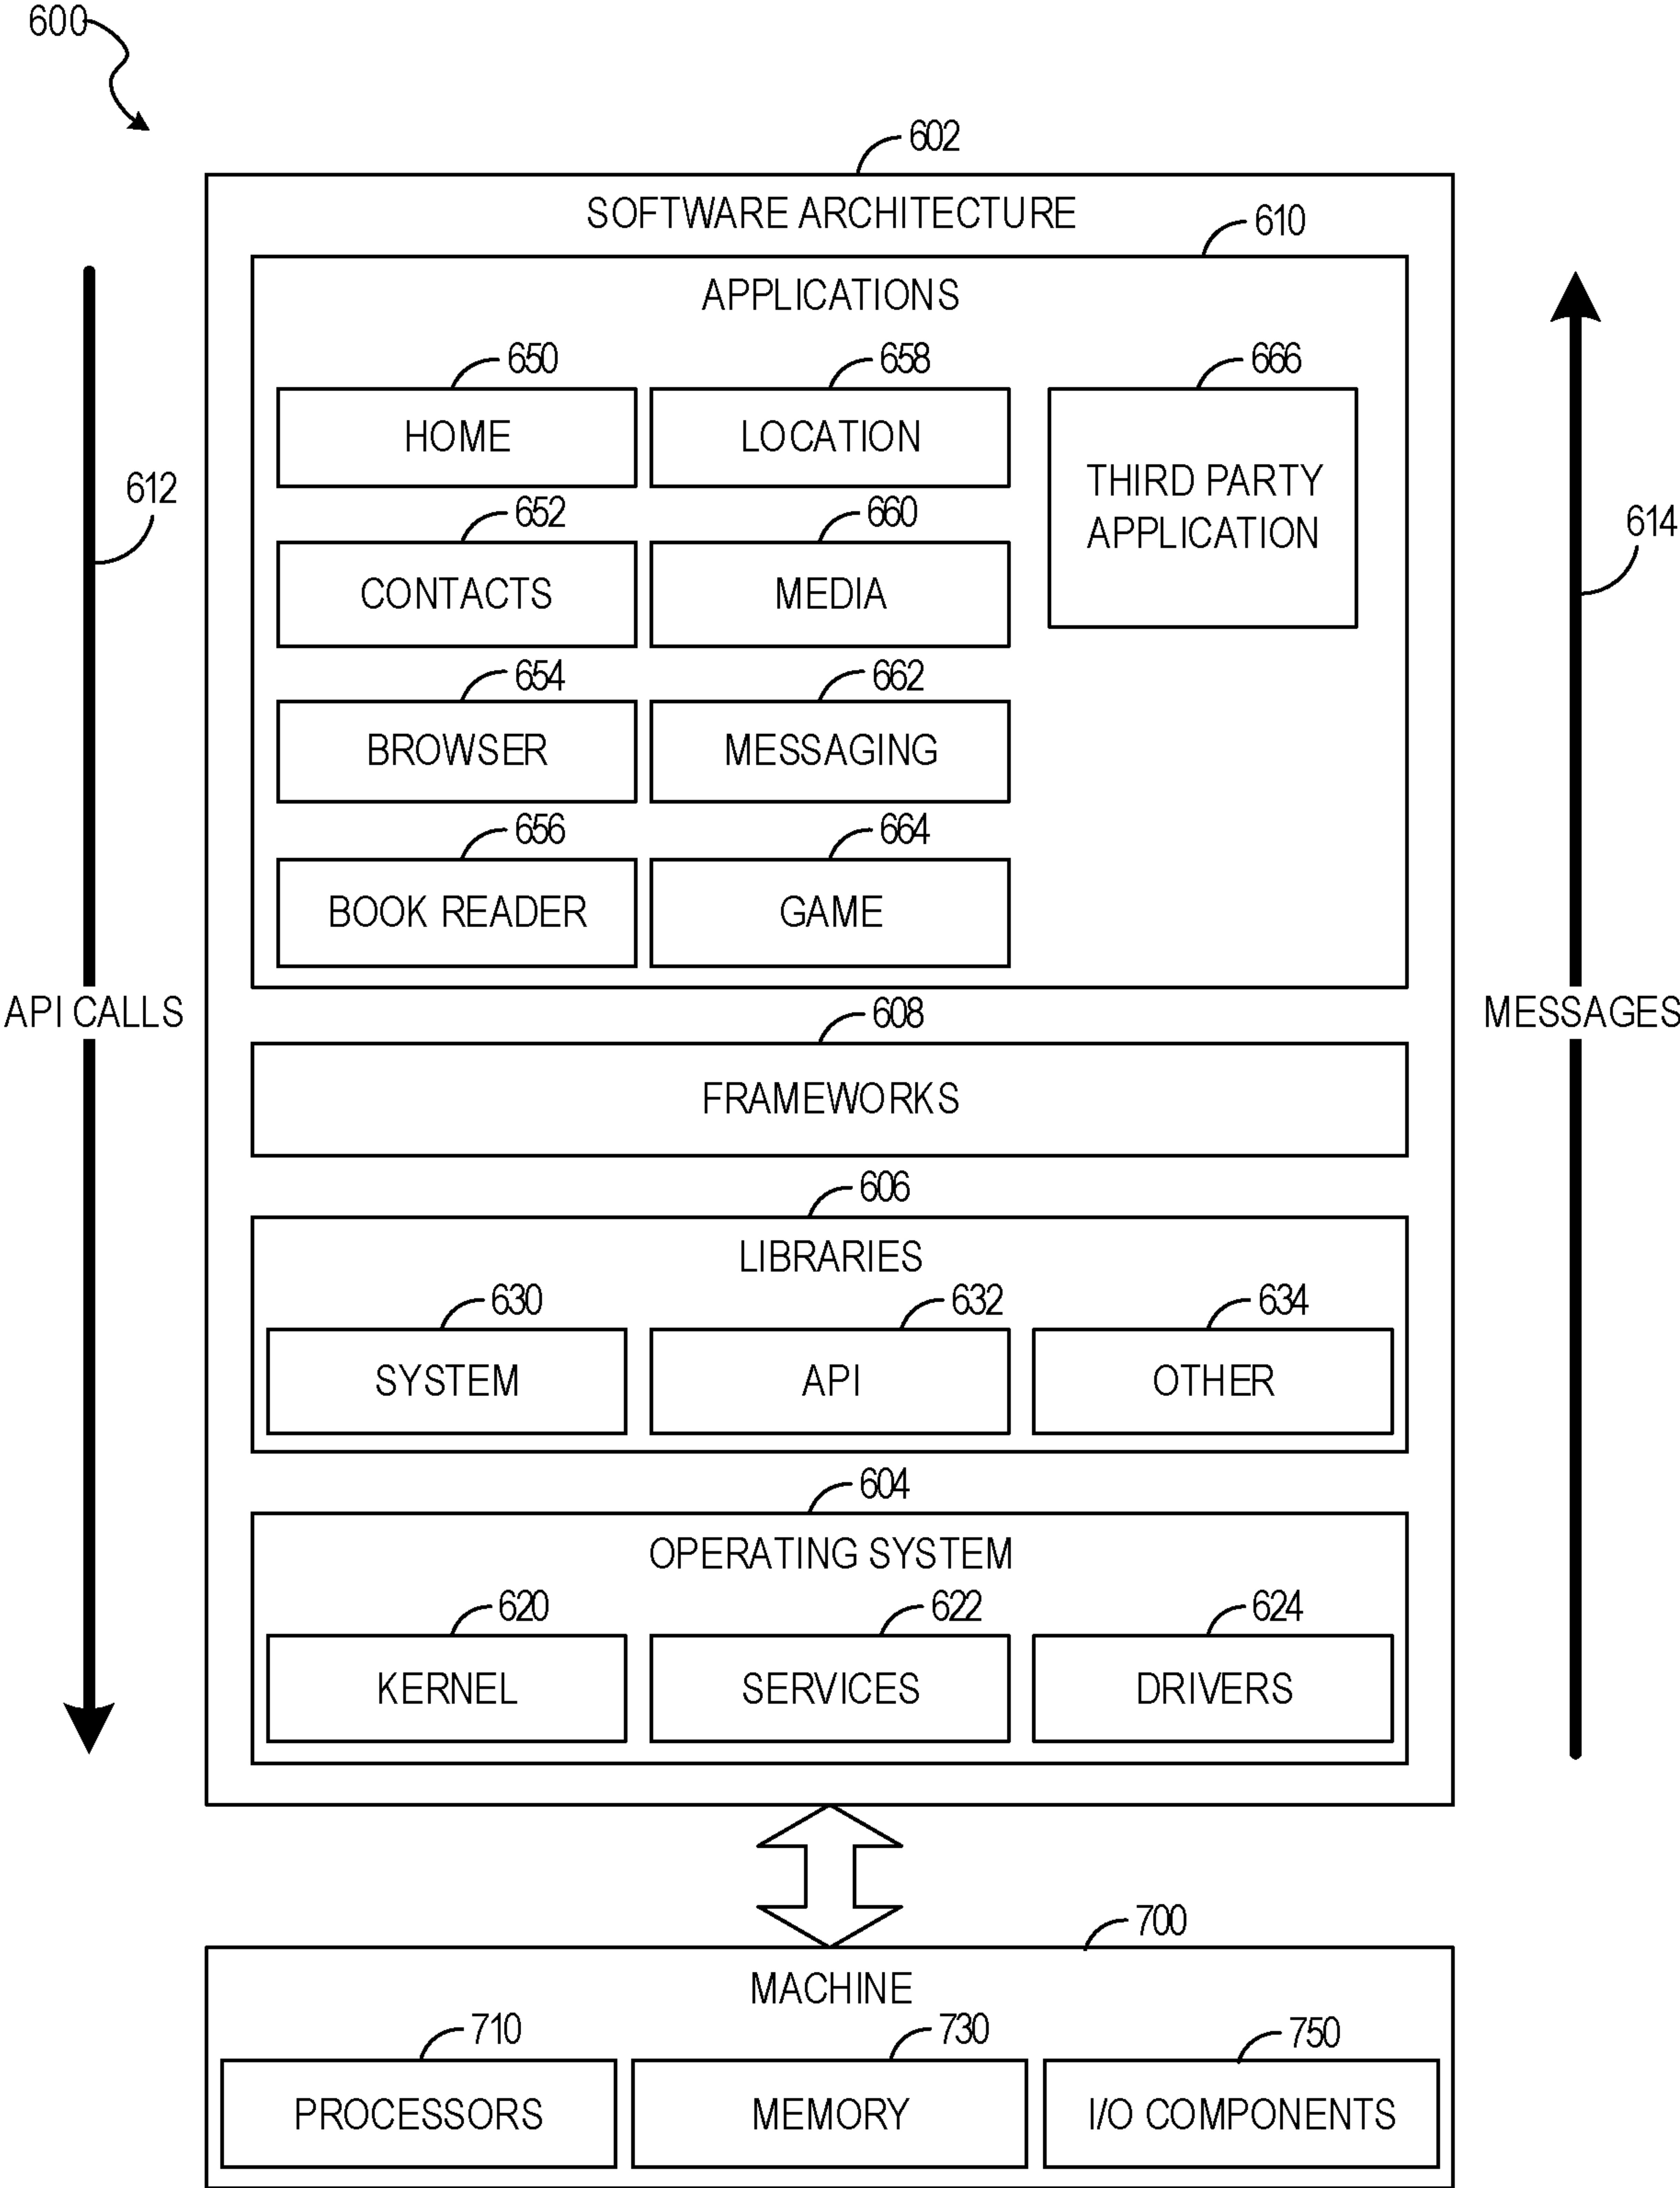 600
602
SOFTWARE ARCHITECTURE
610
APPLICATIONS
650
658
666
HOME
LOCATION
THIRD PARTY
APPLICATION
612
614
652
660
CONTACTS
MEDIA
654
662
BROWSER
MESSAGING
656
664
BOOK READER
GAME
API CALLS
MESSAGES
608
FRAMEWORKS
606
LIBRARIES
630
632
634
SYSTEM
API
OTHER
604
OPERATING SYSTEM
620
622
624
KERNEL
SERVICES
DRIVERS
700
MACHINE
710
730
750
PROCESSORS
MEMORY
I/O COMPONENTS